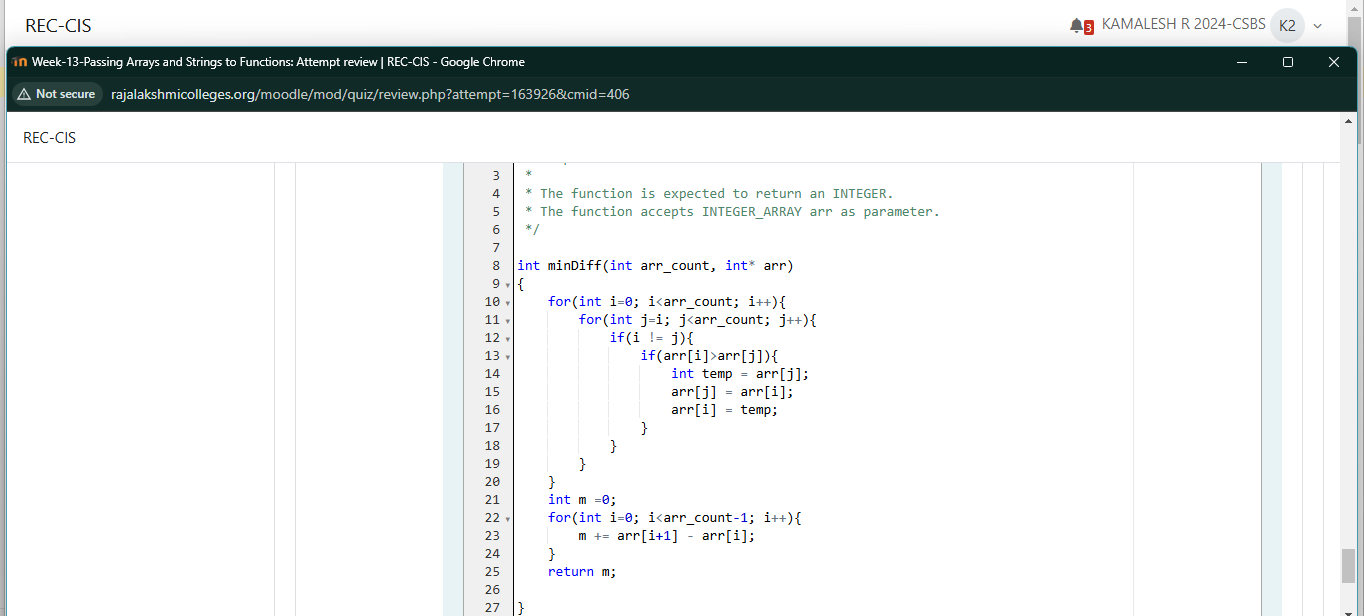 REC-CIS
3 KAMALESH R 2024-CSBS K2
Week-13-Passing Arrays and Strings to Functions: Attempt review | REC-CIS - Google Chrome
Not secure rajalakshmicolleges.org/moodle/mod/quiz/review.php?attempt=163926&cmid=406
REC-CIS
3 *
4 * The function is expected to return an INTEGER.
5 * The function accepts INTEGER_ARRAY arr as parameter.
6 */
7
8 int minDiff(int arr_count, int* arr)
9 {
10 for(int i=0; i<arr_count; i++){
11 for(int j=i; j<arr_count; j++){
12 if(i != j){
13 if(arr[i]>arr[j]){
14 int temp = arr[j];
15 arr[j] = arr[i];
16 arr[i] = temp;
17 }
18 }
19 }
20 }
21 int m =0;
22 for(int i=0; i<arr_count-1; i++){
23 m += arr[i+1] - arr[i];
24 }
25 return m;
26
27 }